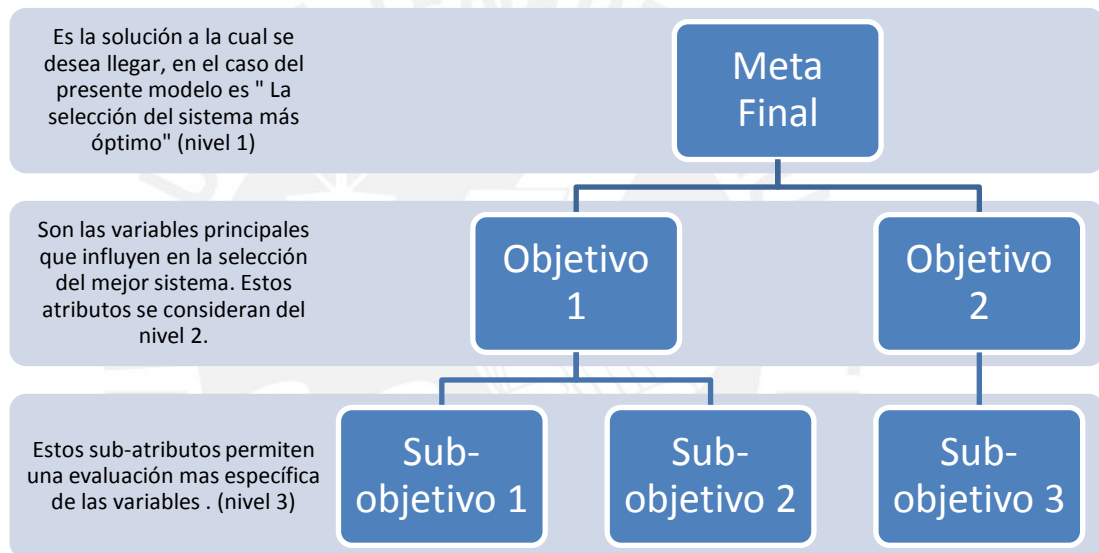 Es la solución a la cual se
desea llegar, en el caso del
presente modelo es " La
selección del sistema más
óptimo" (nivel 1)
Meta
Final
Son las variables principales
que influyen en la selección
del mejor sistema. Estos
atributos se consideran del
nivel 2.
Objetivo
1
Objetivo
2
Estos sub-atributos permiten
una evaluación mas específica
de las variables . (nivel 3)
Sub-
objetivo 1
Sub-
objetivo 2
Sub-
objetivo 3